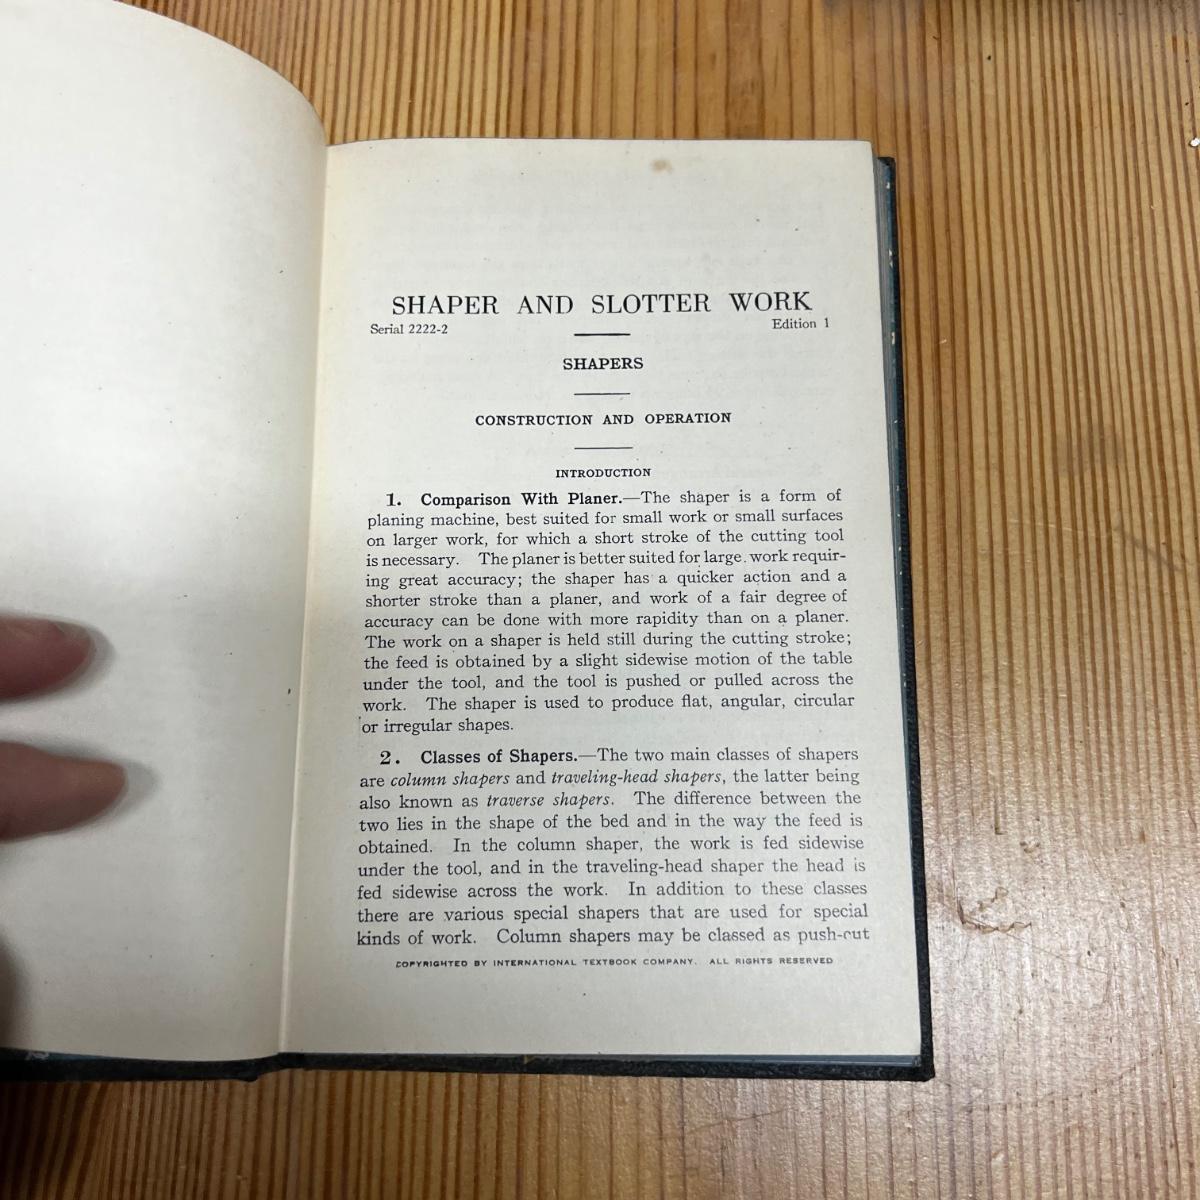 SHAPER AND SLOTTER WORK
Serial 2222-2 Edition 1
SHAPERS
CONSTRUCTION AND OPERATION
INTRODUCTION
1. Comparison With Planer.—The shaper is a form of
planing machine, best suited for small work or small surfaces
on larger work, for which a short stroke of the cutting tool
is necessary. The planer is better suited for large work requir-
ing great accuracy; the shaper has a quicker action and a
shorter stroke than a planer, and work of a fair degree of
accuracy can be done with more rapidity than on a planer.
The work on a shaper is held still during the cutting stroke;
the feed is obtained by a slight sidewise motion of the table
under the tool, and the tool is pushed or pulled across the
work. The shaper is used to produce flat, angular, circular
or irregular shapes.
2. Classes of Shapers.—The two main classes of shapers
are column shapers and traveling-head shapers, the latter being
also known as traverse shapers. The difference between the
two lies in the shape of the bed and in the way the feed is
obtained. In the column shaper, the work is fed sidewise
under the tool, and in the traveling-head shaper the head is
fed sidewise across the work. In addition to these classes
there are various special shapers that are used for special
kinds of work. Column shapers may be classed as push-cut
COPYRIGHTED BY INTERNATIONAL TEXTBOOK COMPANY. ALL RIGHTS RESERVED